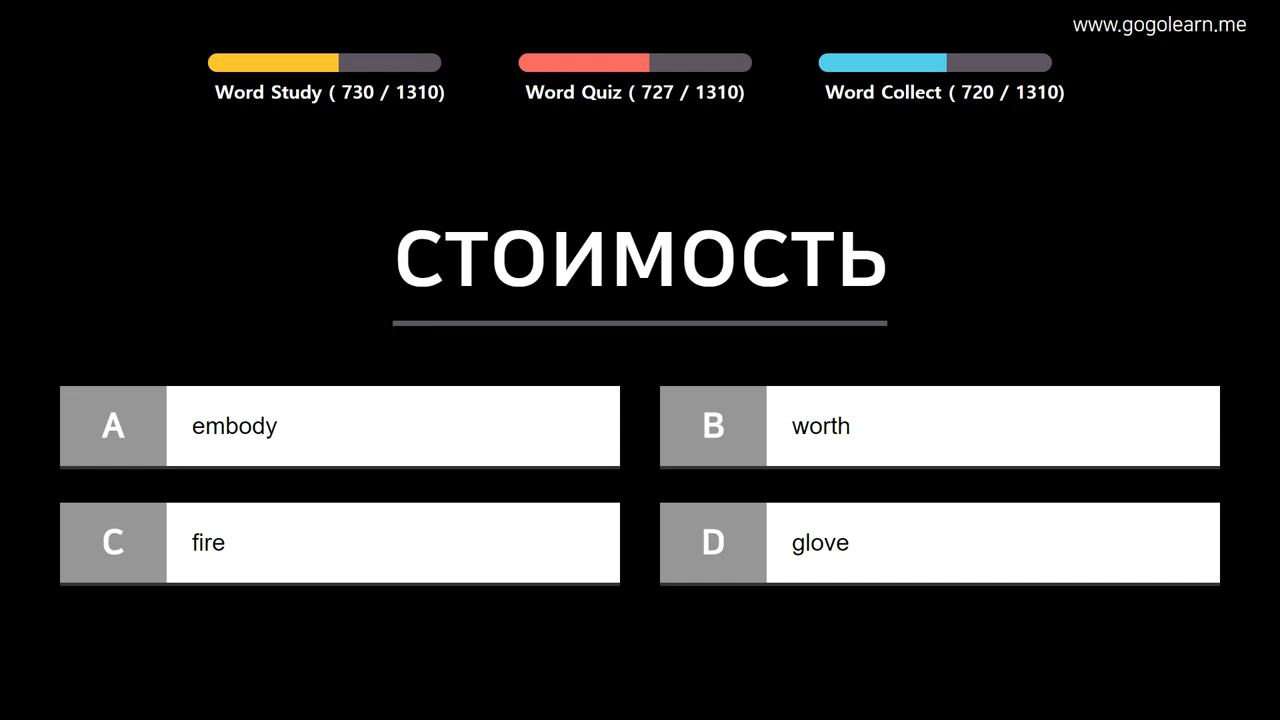 www.gogolearn.me
Word Study ( 730 / 1310)
Word Quiz ( 727 / 1310)
Word Collect ( 720 / 1310)
СТОИМОСТЬ
A embody
B worth
C fire
D glove